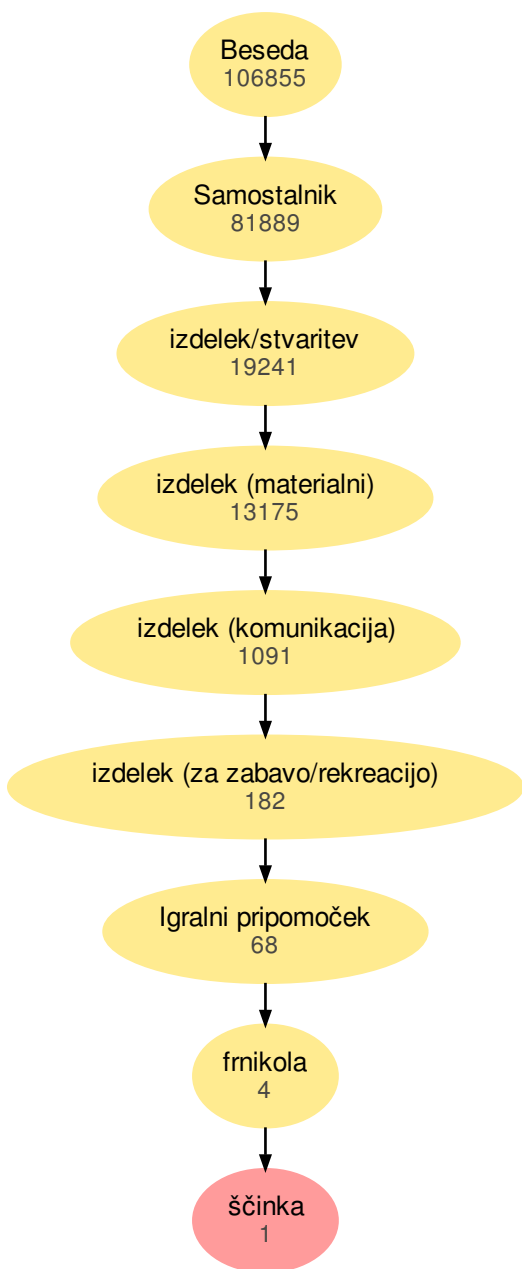 Beseda
106855
Samostalnik
81889
izdelek/stvaritev
19241
izdelek (materialni)
13175
izdelek (komunikacija)
1091
izdelek (za zabavo/rekreacijo)
182
Igralni pripomoček
68
frnikola
4
ščinka
1